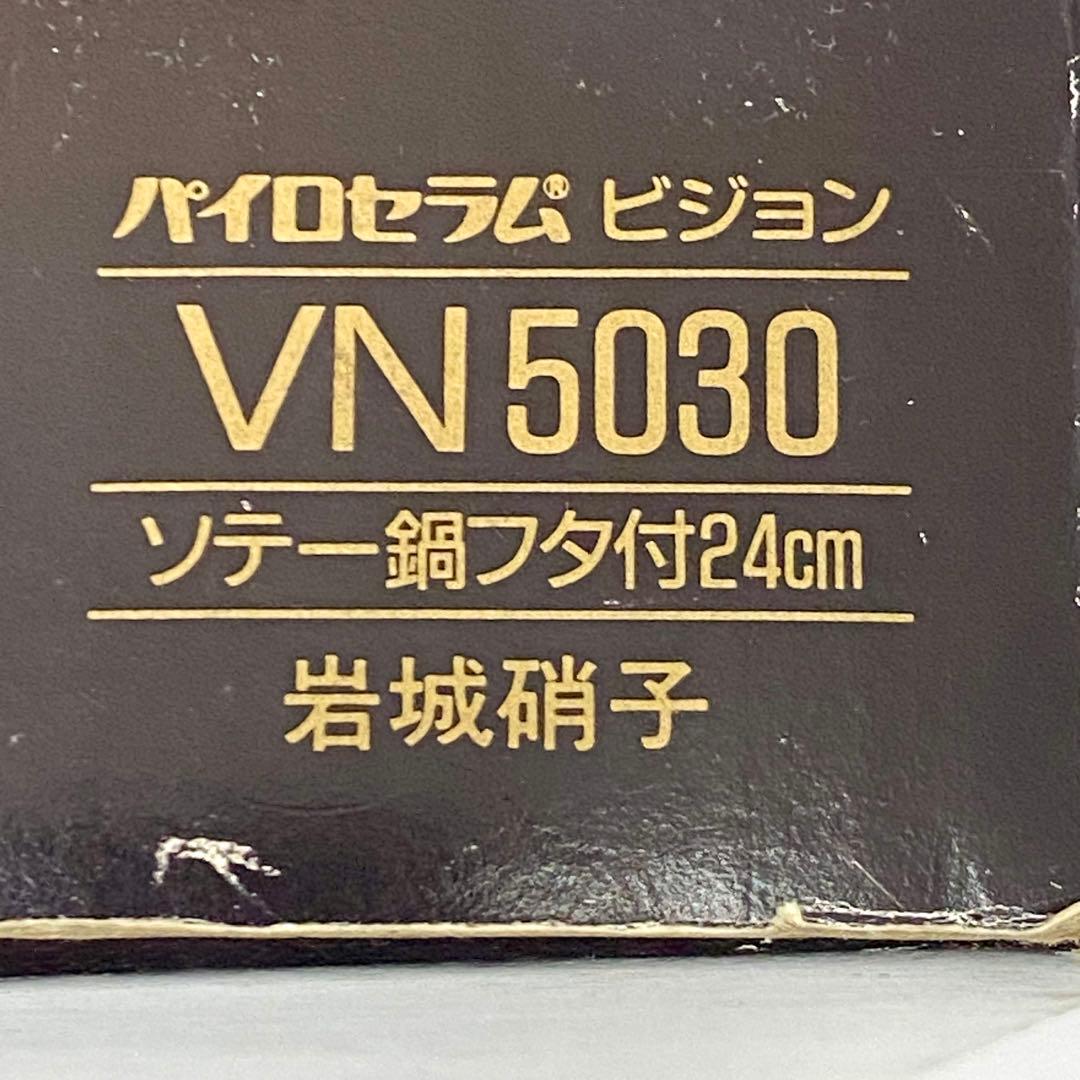 パイロセラム® ビジョン
VN 5030
ソテー鍋フタ付24cm
岩城硝子